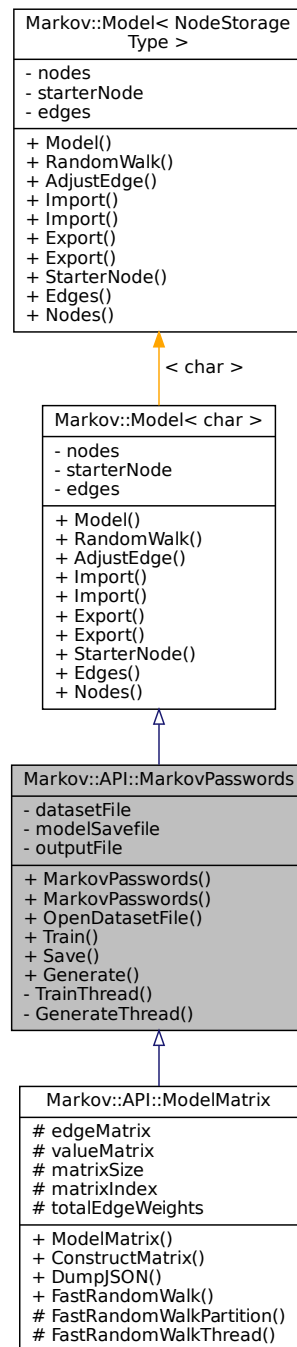 Markov::Model< NodeStorage
Type >
- nodes
- starterNode
- edges
+ Model()
+ RandomWalk()
+ AdjustEdge()
+ Import()
+ Import()
+ Export()
+ Export()
+ StarterNode()
+ Edges()
+ Nodes()
< char >
Markov::Model< char >
- nodes
- starterNode
- edges
+ Model()
+ RandomWalk()
+ AdjustEdge()
+ Import()
+ Import()
+ Export()
+ Export()
+ StarterNode()
+ Edges()
+ Nodes()
Markov::API::MarkovPasswords
- datasetFile
- modelSavefile
- outputFile
+ MarkovPasswords()
+ MarkovPasswords()
+ OpenDatasetFile()
+ Train()
+ Save()
+ Generate()
- TrainThread()
- GenerateThread()
Markov::API::ModelMatrix
# edgeMatrix
# valueMatrix
# matrixSize
# matrixIndex
# totalEdgeWeights
+ ModelMatrix()
+ ConstructMatrix()
+ DumpJSON()
+ FastRandomWalk()
# FastRandomWalkPartition()
# FastRandomWalkThread()